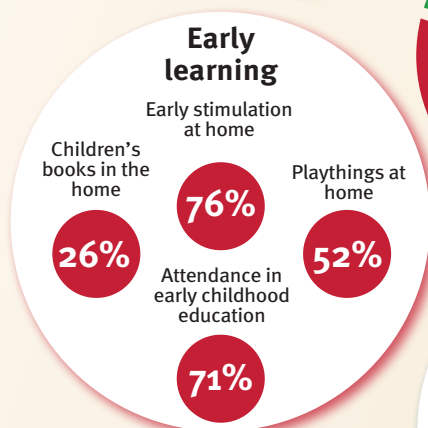 Early
learning
Early stimulation
at home
76%
Children's
books in the
home
26%
Playthings at
home
52%
Attendance in
early childhood
education
71%